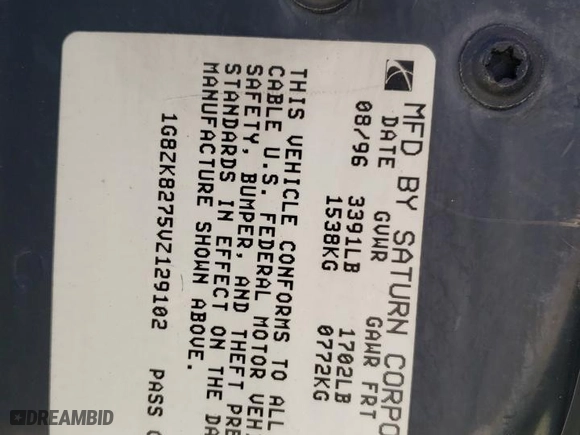 MFD BY SATURN CORPO
DATE GVWR GAWR FRT
08/96 3391LB 1702LB
1538KG 0772KG
THIS VEHICLE CONFORMS TO ALL
CABLE U.S. FEDERAL MOTOR VEH
SAFETY, BUMPER, AND THEFT PRE
STANDARDS IN EFFECT ON THE DA
MANUFACTURE SHOWN ABOVE.
1G8ZK8275VZ129102 PASS
DREAMBID